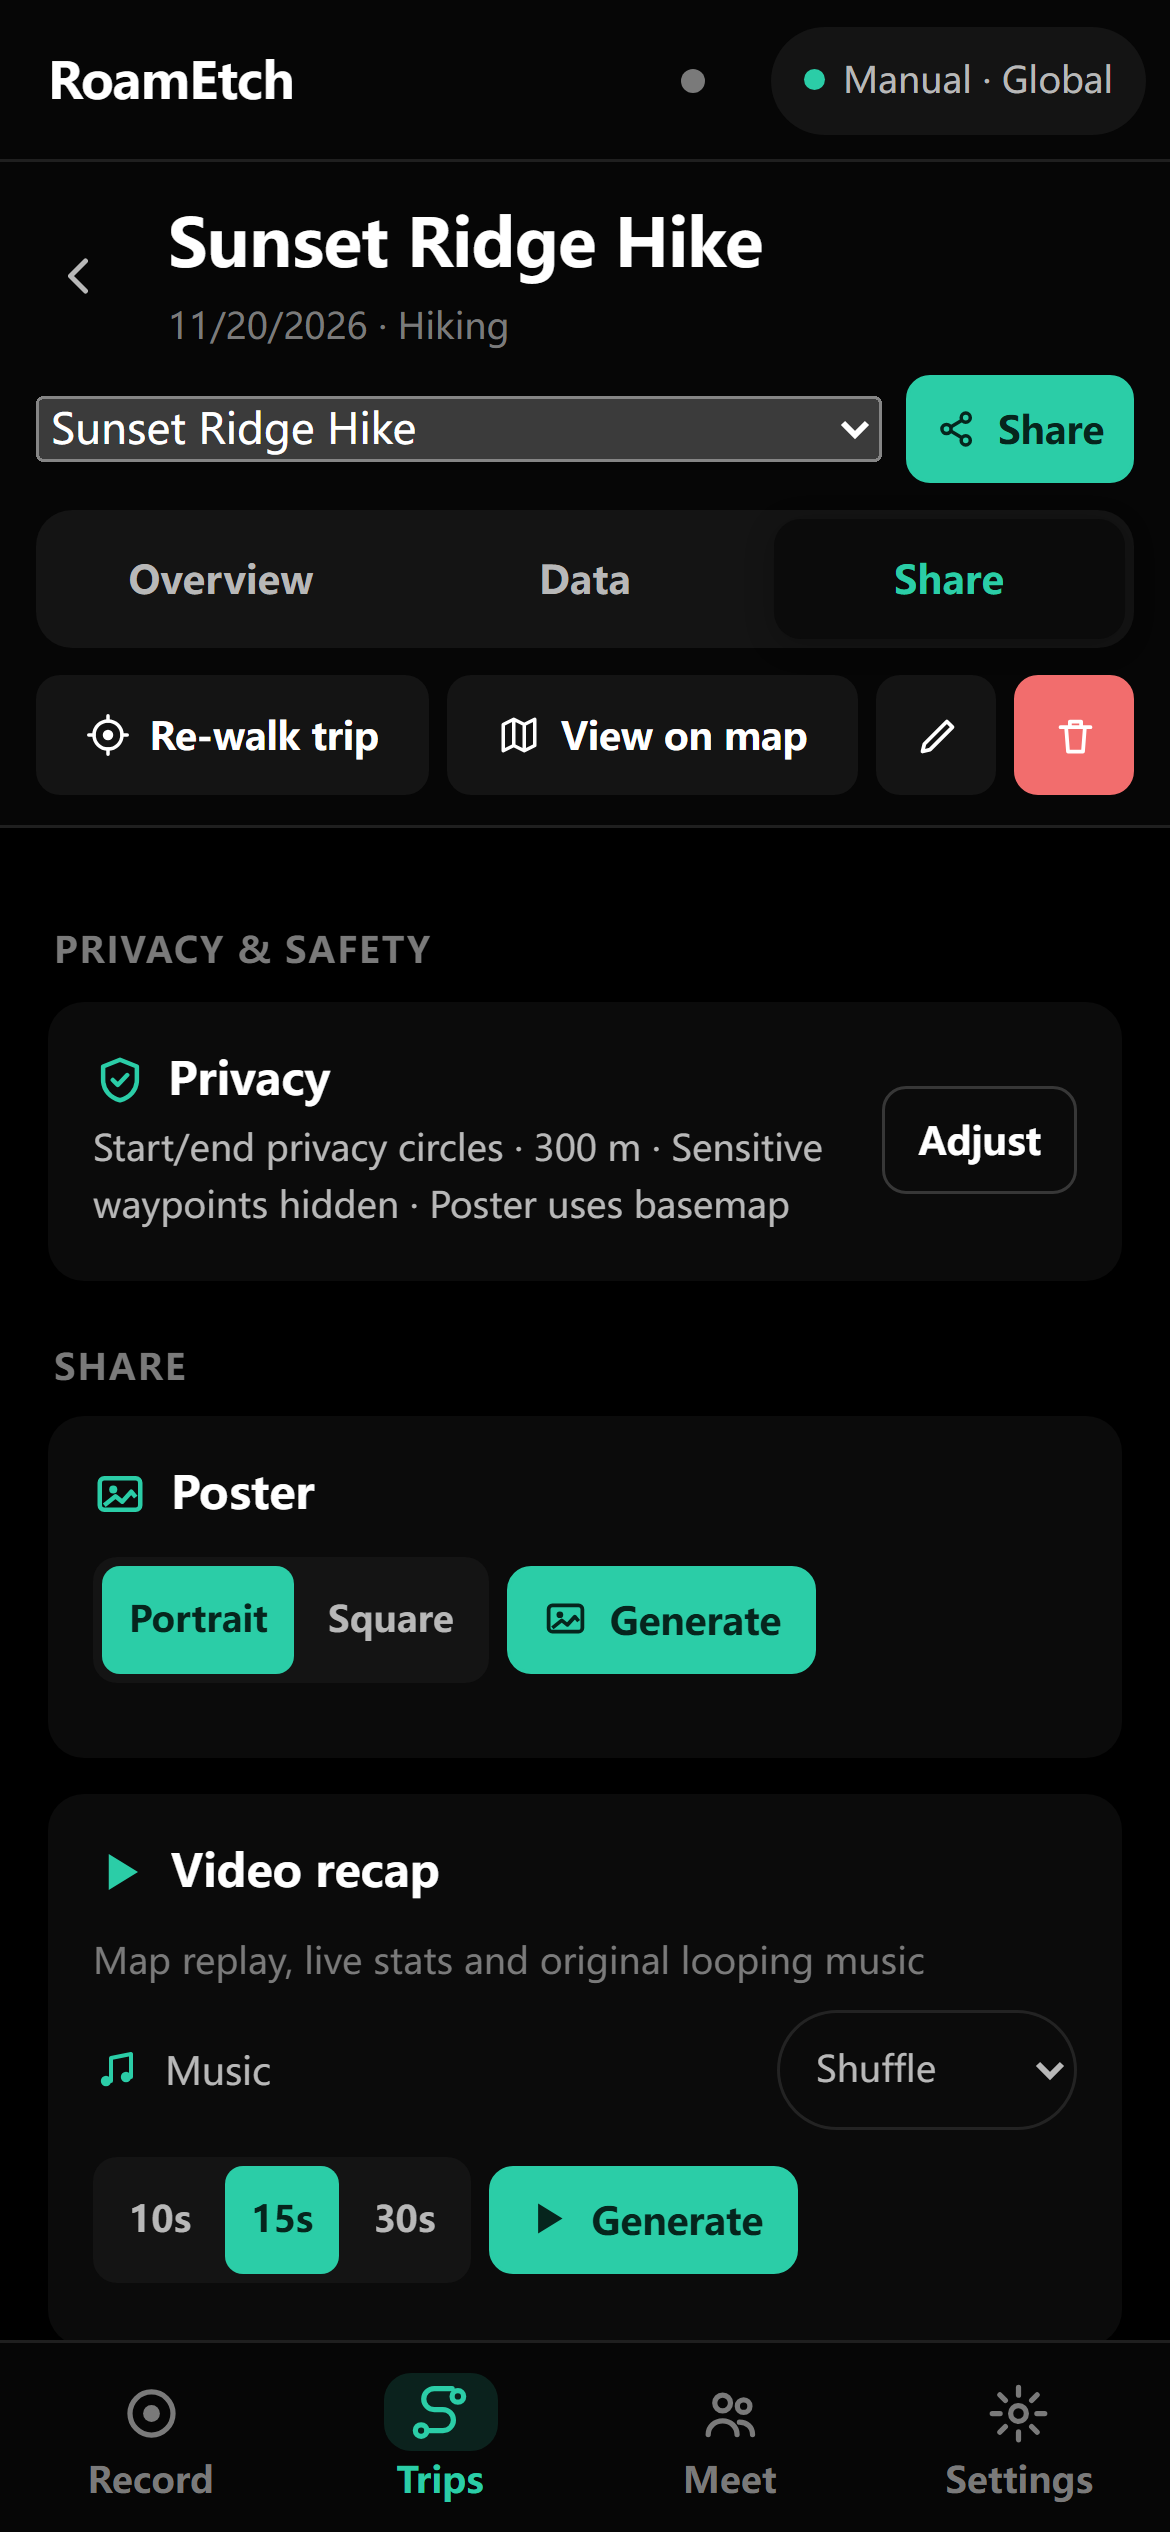 RoamEtch
Manual · Global
Sunset Ridge Hike
11/20/2026 · Hiking
Sunset Ridge Hike
Share
Overview
Data
Share
Re-walk trip
View on map
PRIVACY & SAFETY
Privacy
Start/end privacy circles · 300 m · Sensitive
waypoints hidden · Poster uses basemap
Adjust
SHARE
Poster
Portrait
Square
Generate
Video recap
Map replay, live stats and original looping music
Music
Shuffle
10s
15s
30s
Generate
Record
Trips
Meet
Settings